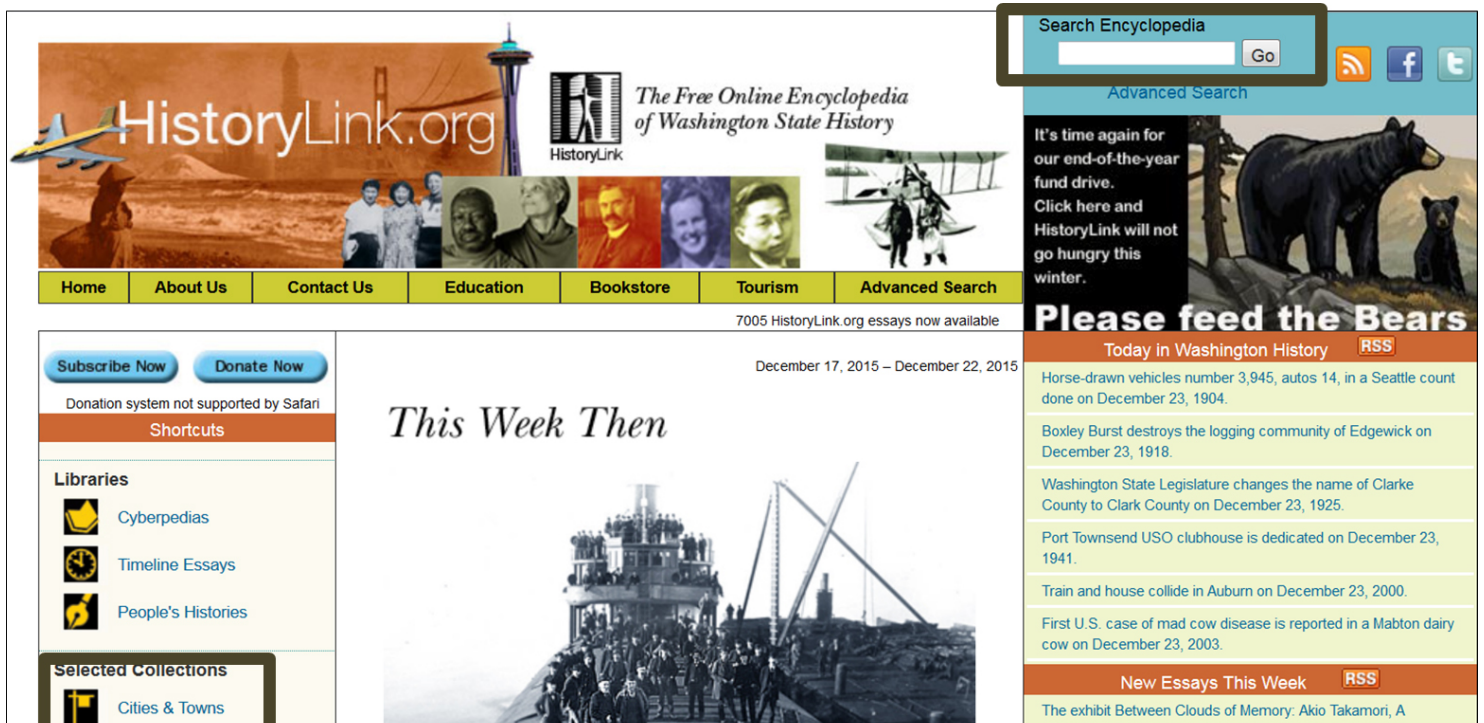 Search Encyclopedia
Go
Advanced Search
HistoryLink.org
HistoryLink
The Free Online Encyclopedia
of Washington State History
It's time again for
our end-of-the-year
fund drive.
Click here and
HistoryLink will not
go hungry this
winter.
Please feed the Bears
Home About Us Contact Us Education Bookstore Tourism Advanced Search
7005 HistoryLink.org essays now available
Subscribe Now Donate Now
Donation system not supported by Safari
Shortcuts
Libraries
Cyberpedias
Timeline Essays
People's Histories
Selected Collections
Cities & Towns
December 17, 2015 – December 22, 2015
This Week Then
Today in Washington History RSS
Horse-drawn vehicles number 3,945, autos 14, in a Seattle count
done on December 23, 1904.
Boxley Burst destroys the logging community of Edgewick on
December 23, 1918.
Washington State Legislature changes the name of Clarke
County to Clark County on December 23, 1925.
Port Townsend USO clubhouse is dedicated on December 23,
1941.
Train and house collide in Auburn on December 23, 2000.
First U.S. case of mad cow disease is reported in a Mabton dairy
cow on December 23, 2003.
New Essays This Week RSS
The exhibit Between Clouds of Memory: Akio Takamori, A